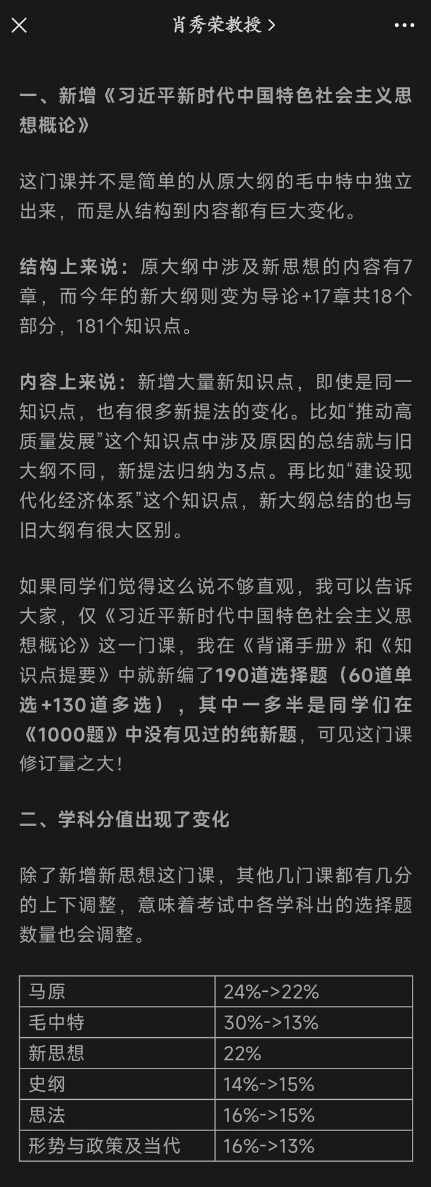 肖秀荣教授
一、新增《习近平新时代中国特色社会主义思
想概论》
这门课并不是简单的从原大纲的毛中特中独立
出来，而是从结构到内容都有巨大变化。
结构上来说：原大纲中涉及新思想的内容有7
章，而今年的新大纲则变为导论+17章共18个
部分，181个知识点。
内容上来说：新增大量新知识点，即使是同一
知识点，也有很多新提法的变化。比如“推动高
质量发展”这个知识点中涉及原因的总结就与旧
大纲不同，新提法归纳为3点。再比如“建设现
代化经济体系”这个知识点，新大纲总结的也与
旧大纲有很大区别。
如果同学们觉得这么说不够直观，我可以告诉
大家，仅《习近平新时代中国特色社会主义思
想概论》这一门课，我在《背诵手册》和《知
识点提要》中就新编了190道选择题（60道单
选+130道多选），其中一多半是同学们在
《1000题》中没有见过的纯新题，可见这门课
修订量之大！
二、学科分值出现了变化
除了新增新思想这门课，其他几门课都有几分
的上下调整，意味着考试中各学科出的选择题
数量也会调整。
马原 24%->22%
毛中特 30%->13%
新思想 22%
史纲 14%->15%
思法 16%->15%
形势与政策及当代 16%->13%